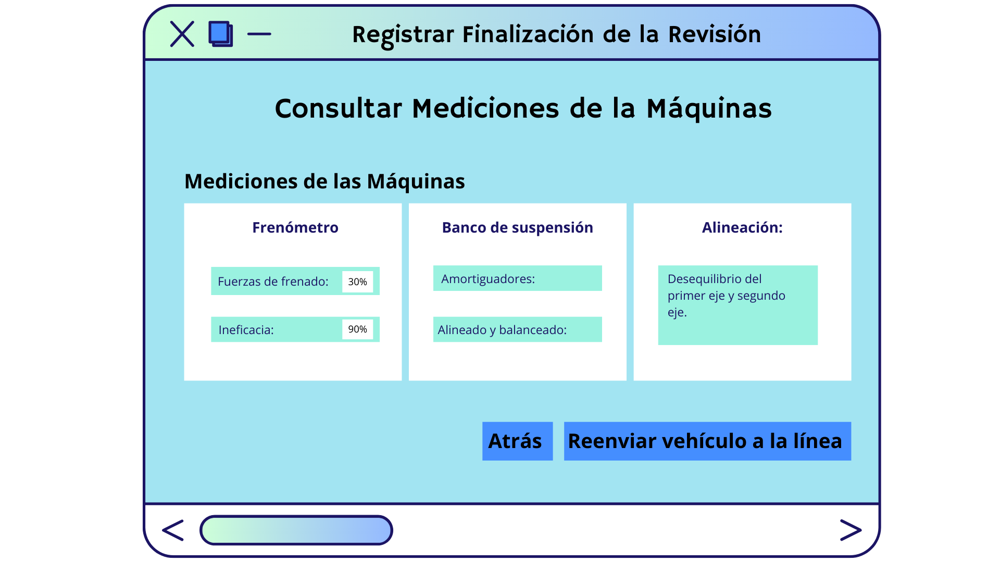 Registrar Finalización de la Revisión
Consultar Mediciones de la Máquinas
Mediciones de las Máquinas
Frenómetro
Fuerzas de frenado: 30%
Ineficacia: 90%
Banco de suspensión
Amortiguadores:
Alineado y balanceado:
Alineación:
Desequilibrio del
primer eje y segundo
eje.
Atrás
Reenviar vehículo a la línea